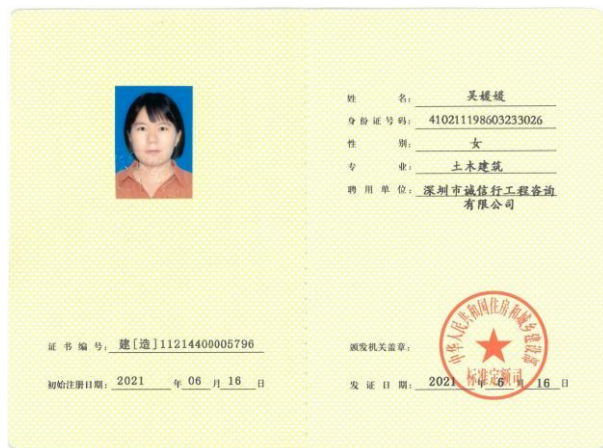 姓 名: 吴媛媛
身份证号码: 410211198603233026
性 别: 女
专 业: 土木建筑
聘用单位: 深圳市诚信行工程咨询
有限公司
证书编号: 建[造]11214400005796
初始注册日期: 2021 年 06 月 16 日
颁发机关盖章:
中华人民共和国住房和城乡建设部
标准定额司
发证日期: 2021 年 6 月 16 日